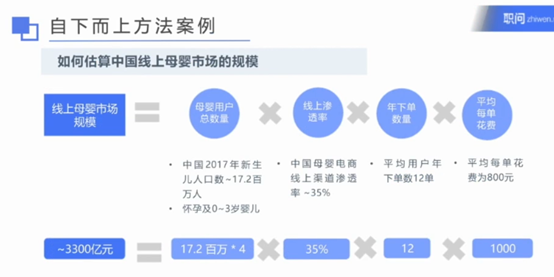 自下而上方法案例
职问 zhiwen.
如何估算中国线上母婴市场的规模
线上母婴市场
规模
=
母婴用户
总数量
×
线上渗
透率
×
年下单
数量
×
平均
每单
花费
• 中国2017年新生
儿人口数~17.2百
万人
• 怀孕及0~3岁婴儿
• 中国母婴电商
线上渠道渗透
率 ~35%
• 平均用户年
下单数12单
• 平均每单花
费为800元
~3300亿元
=
17.2 百万 * 4
×
35%
×
12
×
1000